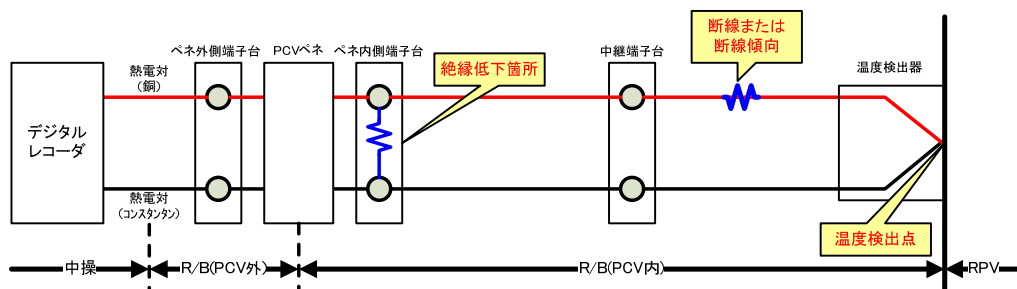 断線または
断線傾向
ペネ外側端子台
PCVペネ
ペネ内側端子台
中継端子台
温度検出器
熱電対
(銅)
絶縁低下箇所
デジタル
レコーダ
熱電対
(コンスタンタン)
温度検出点
中操
R/B(PCV外)
R/B(PCV内)
RPV